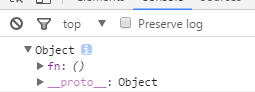 top
Preserve log
Object i
fn: ()
__proto__: Object